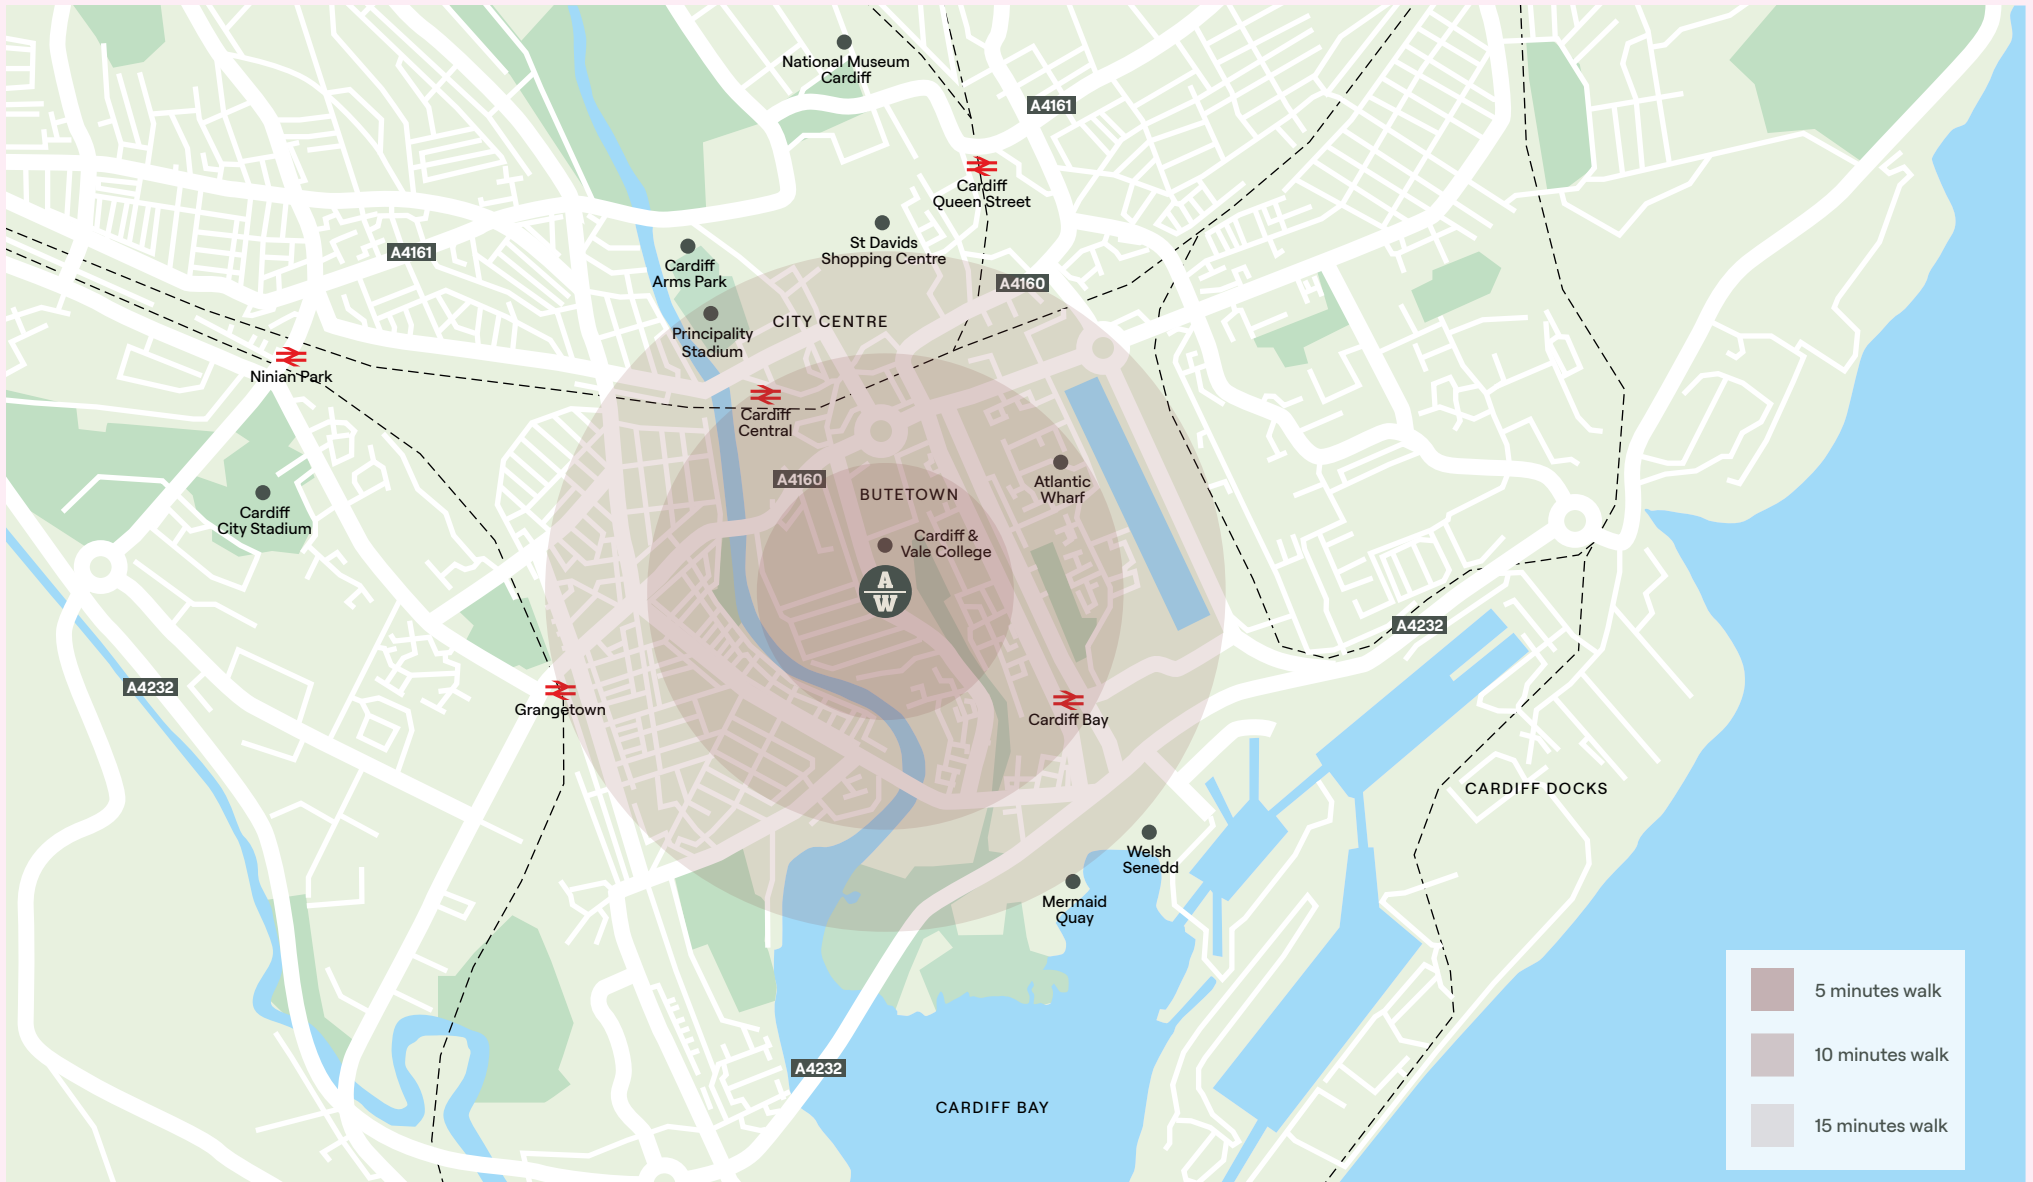 National Museum
Cardiff
A4161
Cardiff
Queen Street
St Davids
Shopping Centre
A4161
Cardiff
Arms Park
A4160
CITY CENTRE
Principality
Stadium
Ninian Park
Cardiff
Central
A4160
BUTETOWN
Atlantic
Wharf
Cardiff
City Stadium
Cardiff &
Vale College
A
W
A4232
A4232
Grangetown
Cardiff Bay
CARDIFF DOCKS
Welsh
Senedd
Mermaid
Quay
A4232
CARDIFF BAY
5 minutes walk
10 minutes walk
15 minutes walk